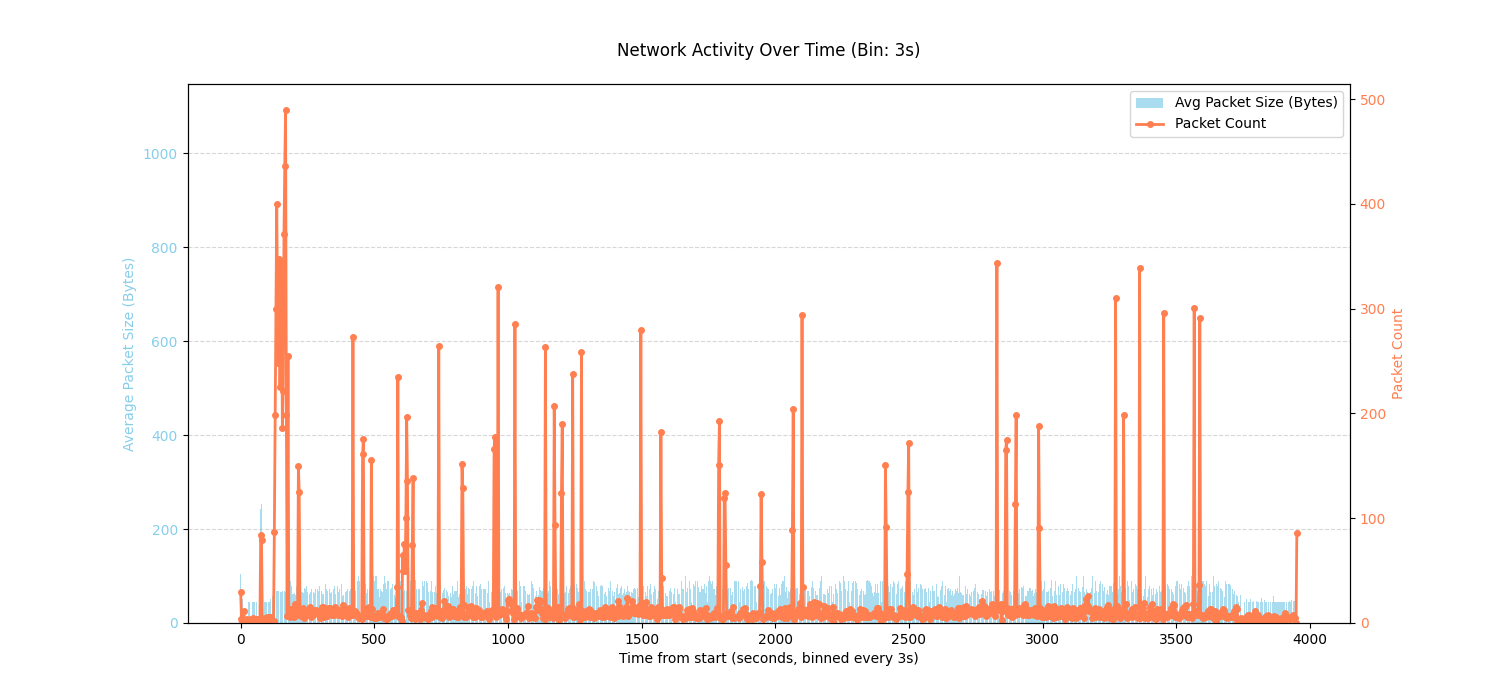 Network Activity Over Time (Bin: 3s)
Avg Packet Size (Bytes)
Packet Count
Average Packet Size (Bytes)
1000
800
600
400
200
0
500
400
300
200
100
0
Packet Count
0 500 1000 1500 2000 2500 3000 3500 4000
Time from start (seconds, binned every 3s)